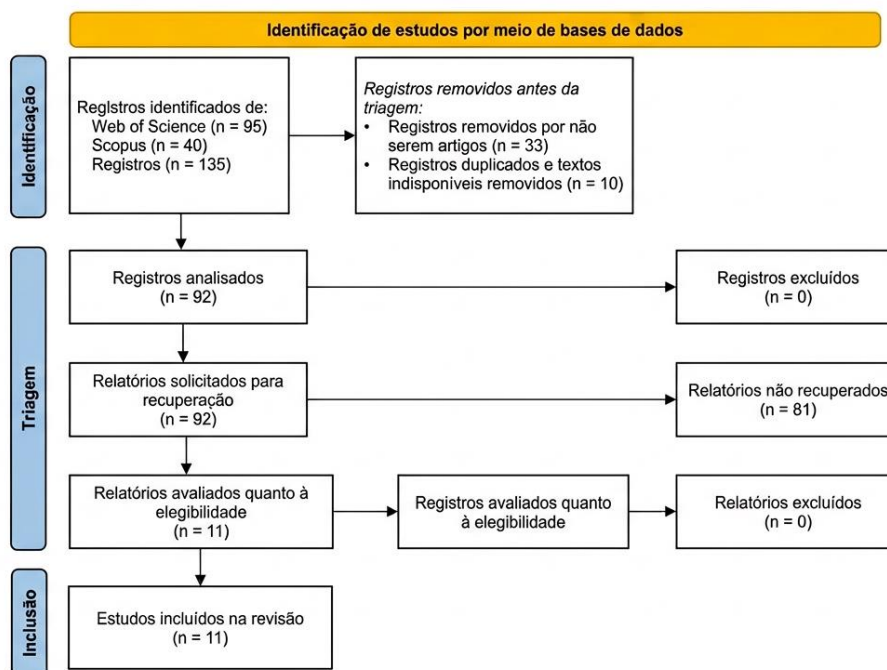 Identificação de estudos por meio de bases de dados
Identificação
Registros identificados de:
Web of Science (n = 95)
Scopus (n = 40)
Registros (n = 135)
Registros removidos antes da
triagem:
• Registros removidos por não
serem artigos (n = 33)
• Registros duplicados e textos
indisponíveis removidos (n = 10)
Triagem
Registros analisados
(n = 92)
Registros excluídos
(n = 0)
Relatórios solicitados para
recuperação
(n = 92)
Relatórios não recuperados
(n = 81)
Relatórios avaliados quanto à
elegibilidade
(n = 11)
Registros avaliados quanto
à elegibilidade
Relatórios excluídos
(n = 0)
Inclusão
Estudos incluídos na revisão
(n = 11)